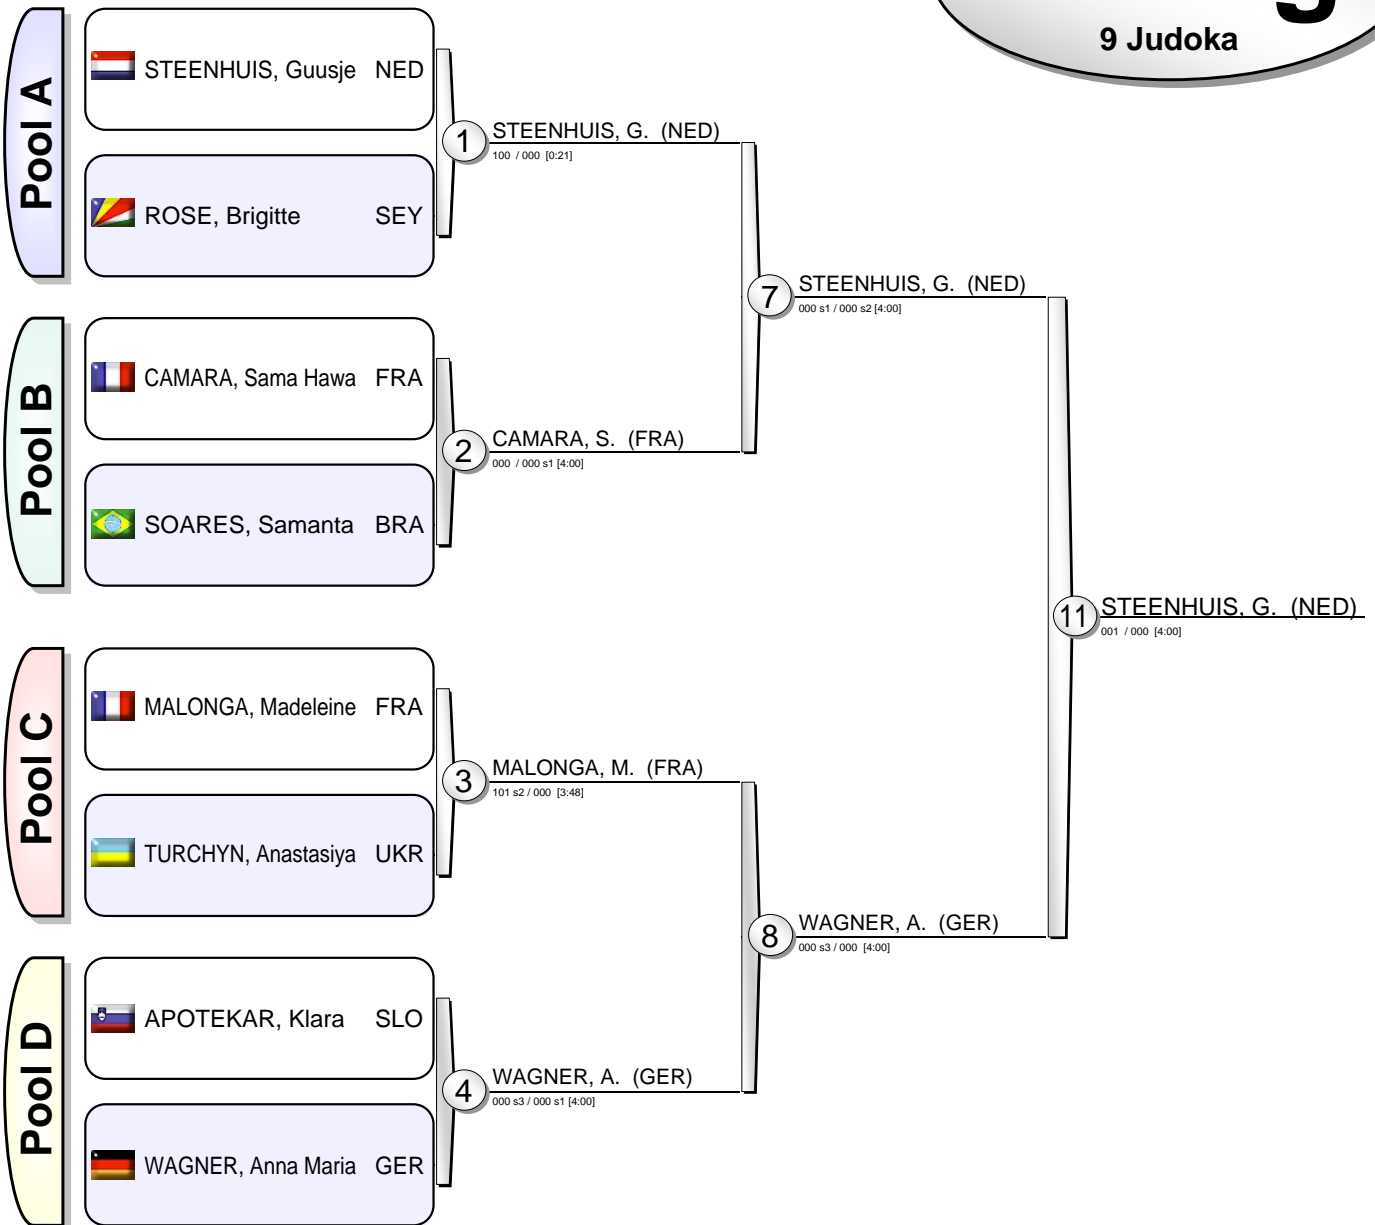 9 Judoka
Pool A
STEENHUIS, Guusje NED
ROSE, Brigitte SEY
1 STEENHUIS, G. (NED)
100 / 000 [0:21]
7 STEENHUIS, G. (NED)
000 s1 / 000 s2 [4:00]
Pool B
CAMARA, Sama Hawa FRA
SOARES, Samanta BRA
2 CAMARA, S. (FRA)
000 / 000 s1 [4:00]
11 STEENHUIS, G. (NED)
001 / 000 [4:00]
Pool C
MALONGA, Madeleine FRA
TURCHYN, Anastasiya UKR
3 MALONGA, M. (FRA)
101 s2 / 000 [3:48]
8 WAGNER, A. (GER)
000 s3 / 000 [4:00]
Pool D
APOTEKAR, Klara SLO
WAGNER, Anna Maria GER
4 WAGNER, A. (GER)
000 s3 / 000 s1 [4:00]